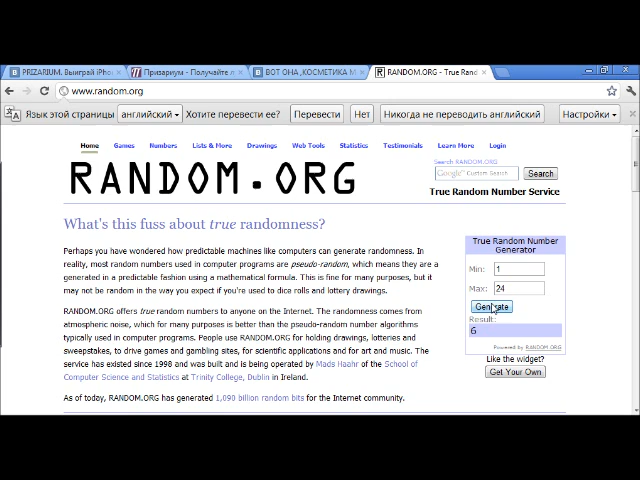 PRIZARIUM. Выиграй iPho
Призариум - Получайте л
ВОТ ОНА ,КОСМЕТИКА М
RANDOM.ORG - True Rand
www.random.org
Язык этой страницы английский Хотите перевести ее? Перевести Нет Никогда не переводить английский Настройки
Home Games Numbers Lists & More Drawings Web Tools Statistics Testimonials Learn More Login
RANDOM.ORG
Search RANDOM.ORG
Google™ Custom Search Search
True Random Number Service
What's this fuss about true randomness?
Perhaps you have wondered how predictable machines like computers can generate randomness. In
reality, most random numbers used in computer programs are pseudo-random, which means they are
generated in a predictable fashion using a mathematical formula. This is fine for many purposes, but it
may not be random in the way you expect if you're used to dice rolls and lottery drawings.
RANDOM.ORG offers true random numbers to anyone on the Internet. The randomness comes from
atmospheric noise, which for many purposes is better than the pseudo-random number algorithms
typically used in computer programs. People use RANDOM.ORG for holding drawings, lotteries and
sweepstakes, to drive games and gambling sites, for scientific applications and for art and music. The
service has existed since 1998 and was built and is being operated by Mads Haahr of the School of
Computer Science and Statistics at Trinity College, Dublin in Ireland.
As of today, RANDOM.ORG has generated 1,090 billion random bits for the Internet community.
True Random Number
Generator
Min: 1
Max: 24
Generate
Result:
6
Powered by RANDOM.ORG
Like the widget?
Get Your Own